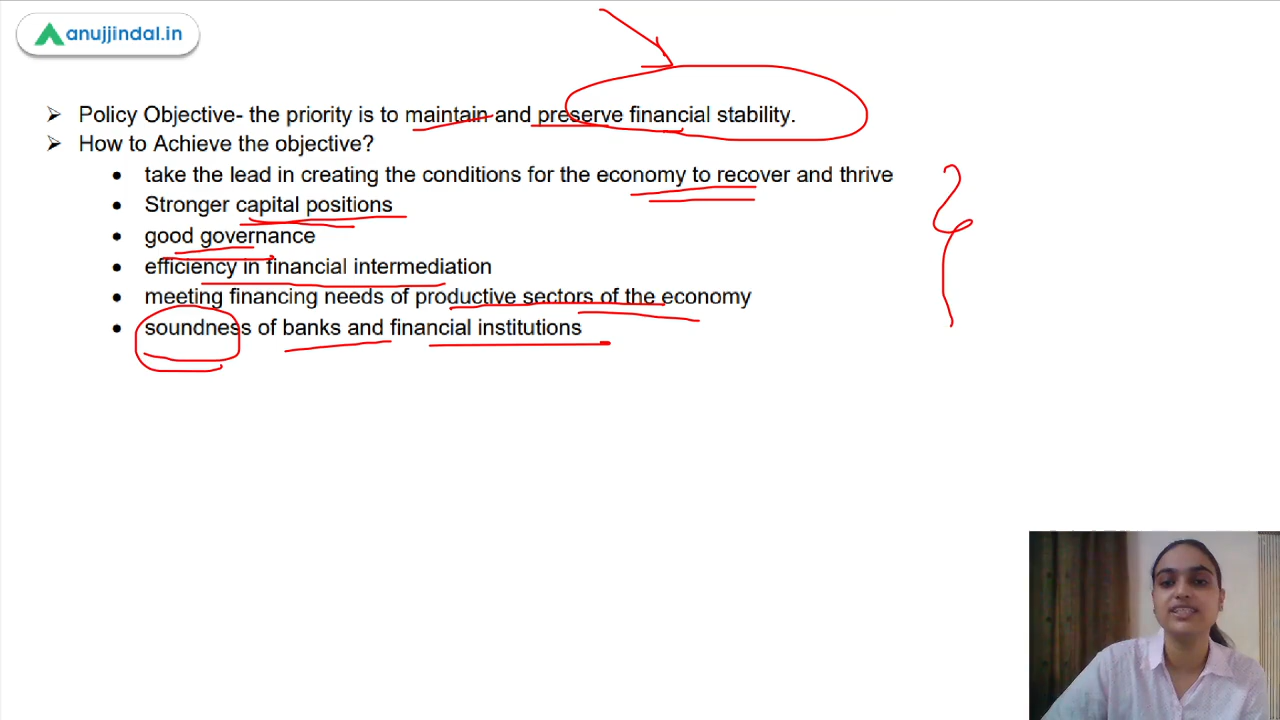 anujjindal.in
➢ Policy Objective- the priority is to maintain and preserve financial stability.
➢ How to Achieve the objective?
• take the lead in creating the conditions for the economy to recover and thrive
• Stronger capital positions
• good governance
• efficiency in financial intermediation
• meeting financing needs of productive sectors of the economy
• soundness of banks and financial institutions